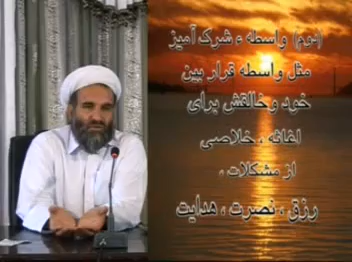 (دوم) واسطه ء شرک آمیز
مثل واسطه قرار بین
خود وخالقش برای
اغاثه ، خلاصی
از مشکلات ،
رزق ، نصرت ، هدایت